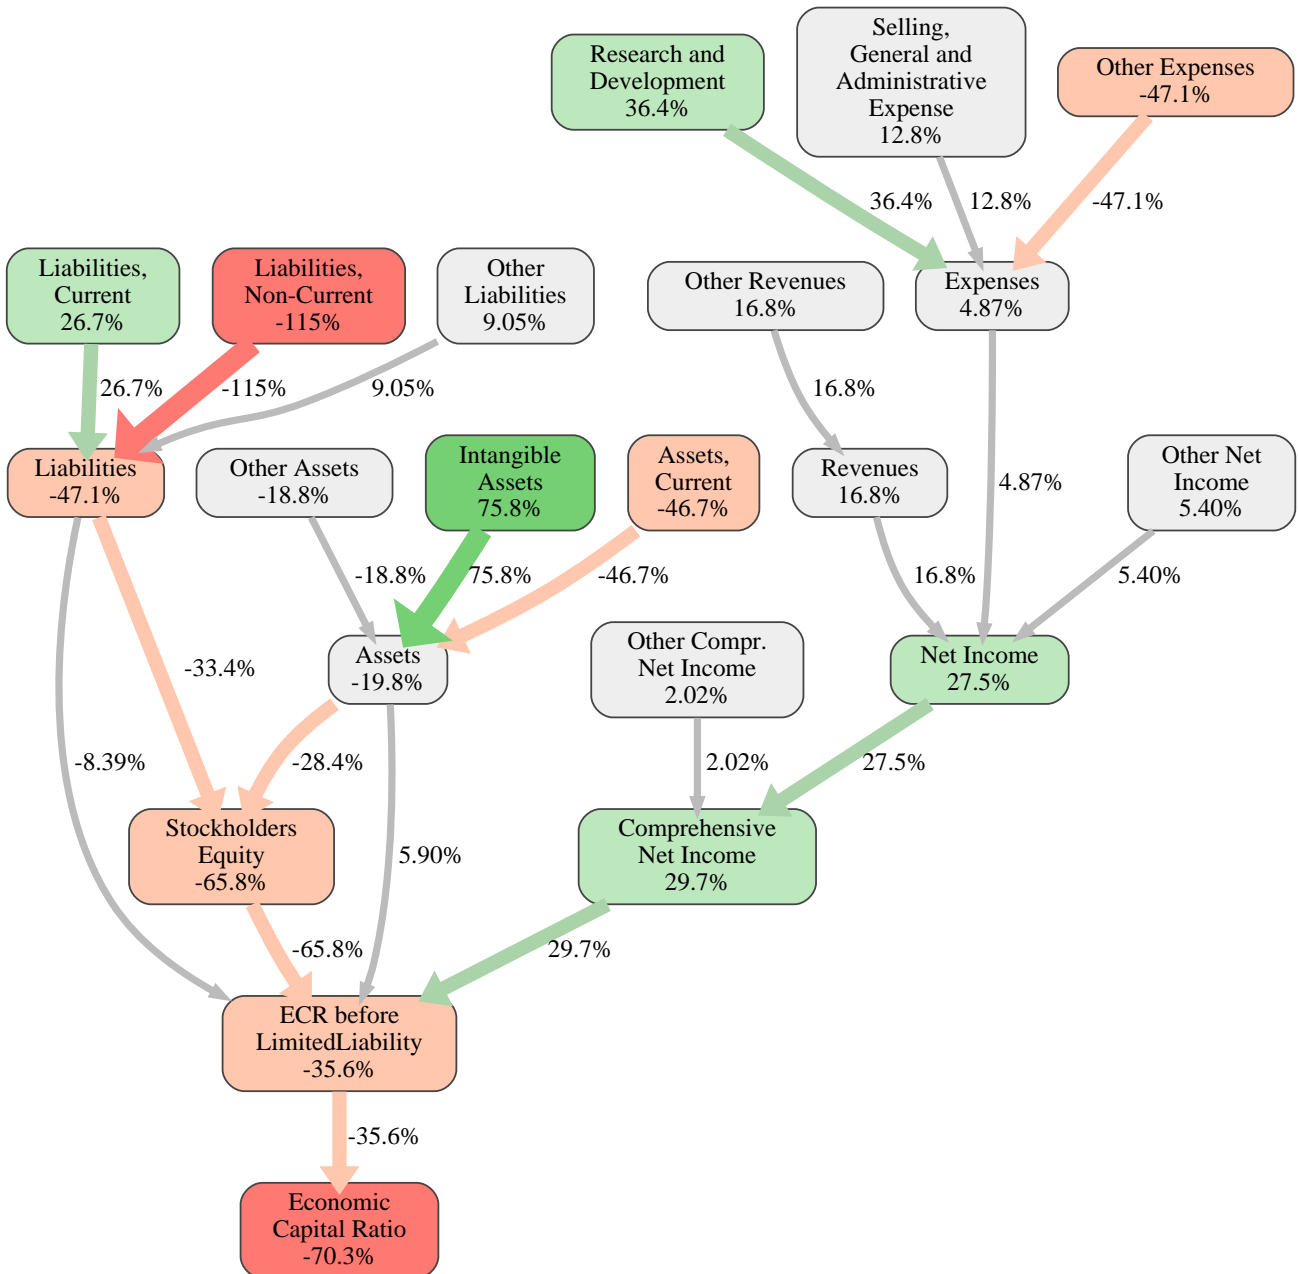 Research and
Development
36.4%
Selling,
General and
Administrative
Expense
12.8%
Other Expenses
-47.1%
36.4%
12.8%
-47.1%
Liabilities,
Current
26.7%
Liabilities,
Non-Current
-115%
Other
Liabilities
9.05%
Other Revenues
16.8%
Expenses
4.87%
26.7%
-115%
9.05%
16.8%
4.87%
Liabilities
-47.1%
Other Assets
-18.8%
Intangible
Assets
75.8%
Assets,
Current
-46.7%
Revenues
16.8%
Other Net
Income
5.40%
-18.8%
75.8%
-46.7%
16.8%
5.40%
-33.4%
Assets
-19.8%
Other Compr.
Net Income
2.02%
Net Income
27.5%
-8.39%
-28.4%
5.90%
2.02%
27.5%
Stockholders
Equity
-65.8%
Comprehensive
Net Income
29.7%
-65.8%
29.7%
ECR before
LimitedLiability
-35.6%
-35.6%
Economic
Capital Ratio
-70.3%